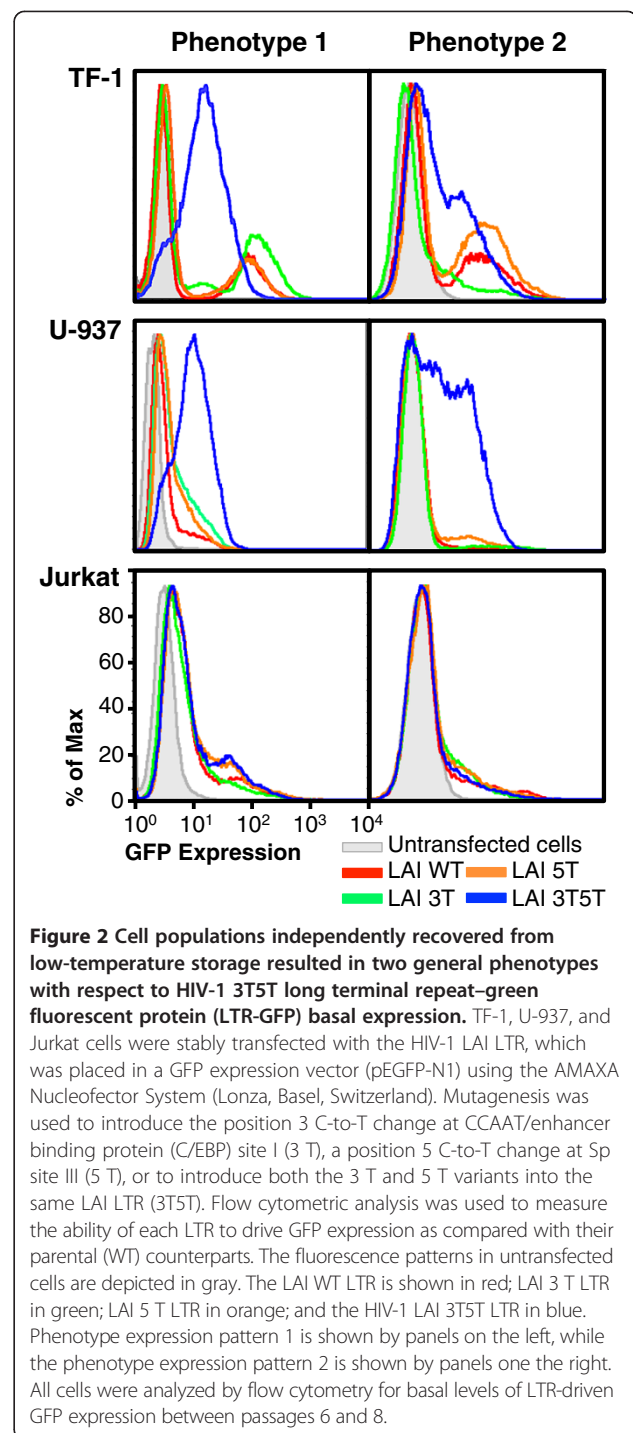 Phenotype 1 Phenotype 2
TF-1
U-937
Jurkat
80
60
40
20
0
% of Max
10⁰ 10¹ 10² 10³ 10⁴
GFP Expression
Untransfected cells
LAI WT LAI 5T
LAI 3T LAI 3T5T
Figure 2 Cell populations independently recovered from
low-temperature storage resulted in two general phenotypes
with respect to HIV-1 3T5T long terminal repeat–green
fluorescent protein (LTR-GFP) basal expression. TF-1, U-937, and
Jurkat cells were stably transfected with the HIV-1 LAI LTR, which
was placed in a GFP expression vector (pEGFP-N1) using the AMAXA
Nucleofector System (Lonza, Basel, Switzerland). Mutagenesis was
used to introduce the position 3 C-to-T change at CCAAT/enhancer
binding protein (C/EBP) site I (3 T), a position 5 C-to-T change at Sp
site III (5 T), or to introduce both the 3 T and 5 T variants into the
same LAI LTR (3T5T). Flow cytometric analysis was used to measure
the ability of each LTR to drive GFP expression as compared with their
parental (WT) counterparts. The fluorescence patterns in untransfected
cells are depicted in gray. The LAI WT LTR is shown in red; LAI 3 T LTR
in green; LAI 5 T LTR in orange; and the HIV-1 LAI 3T5T LTR in blue.
Phenotype expression pattern 1 is shown by panels on the left, while
the phenotype expression pattern 2 is shown by panels one the right.
All cells were analyzed by flow cytometry for basal levels of LTR-driven
GFP expression between passages 6 and 8.